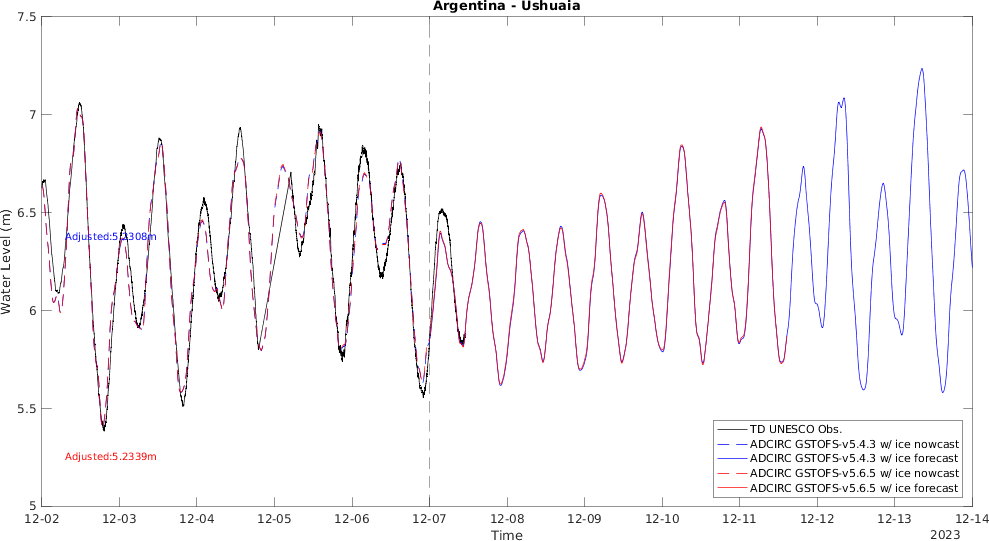 Argentina - Ushuaia
7.5
7
6.5
6
5.5
5
Water Level (m)
Adjusted:5.2308m
Adjusted:5.2339m
TD UNESCO Obs.
ADCIRC GSTOFS-v5.4.3 w/ ice nowcast
ADCIRC GSTOFS-v5.4.3 w/ ice forecast
ADCIRC GSTOFS-v5.6.5 w/ ice nowcast
ADCIRC GSTOFS-v5.6.5 w/ ice forecast
12-02 12-03 12-04 12-05 12-06 12-07 12-08 12-09 12-10 12-11 12-12 12-13 12-14
Time
2023